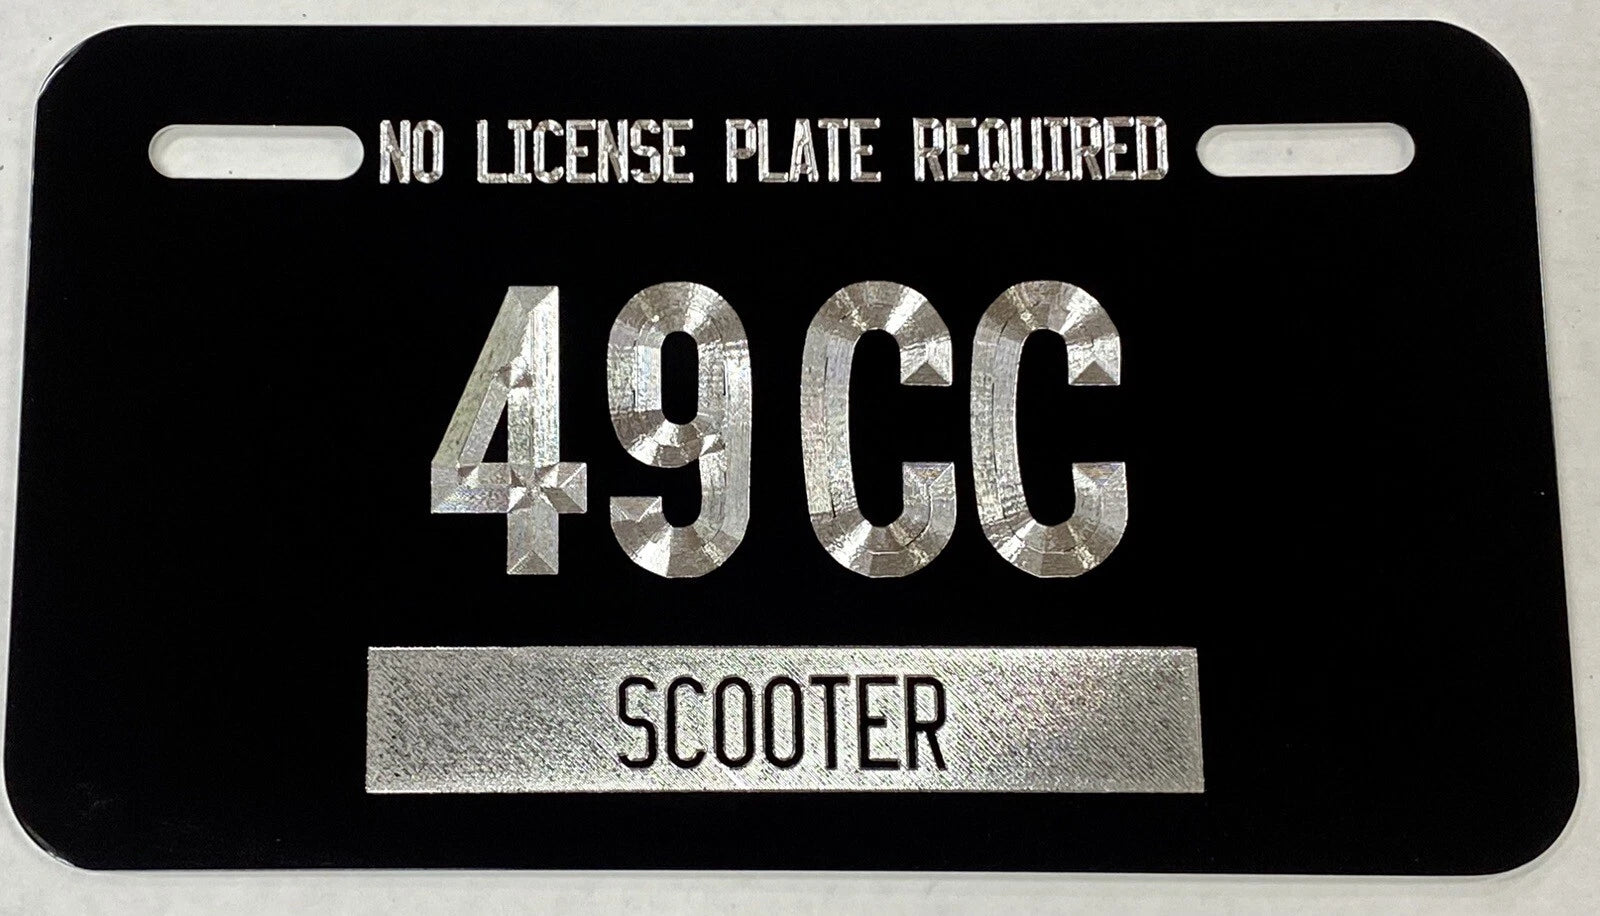 NO LICENSE PLATE REQUIRED
49CC
SCOOTER